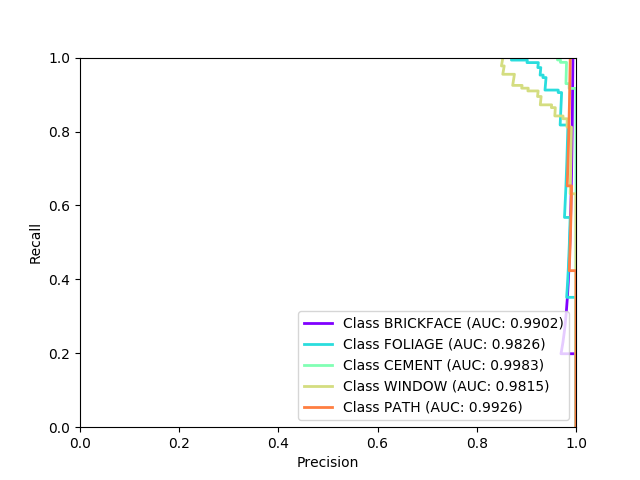 1.0
0.8
0.6
0.4
0.2
0.0
Recall
Class BRICKFACE (AUC: 0.9902)
Class FOLIAGE (AUC: 0.9826)
Class CEMENT (AUC: 0.9983)
Class WINDOW (AUC: 0.9815)
Class PATH (AUC: 0.9926)
0.0 0.2 0.4 0.6 0.8 1.0
Precision